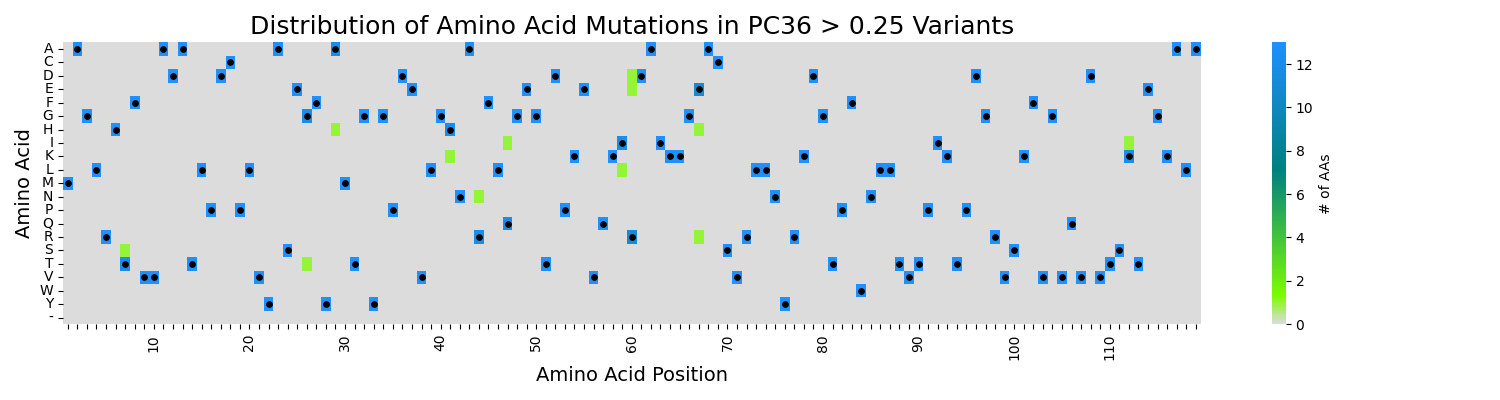 Distribution of Amino Acid Mutations in PC36 > 0.25 Variants
Amino Acid
A
C
D
E
F
G
H
I
K
L
M
N
P
Q
R
S
T
V
W
Y
-
10 20 30 40 50 60 70 80 90 100 110
Amino Acid Position
12
10
8
6
4
2
0
# of AAs